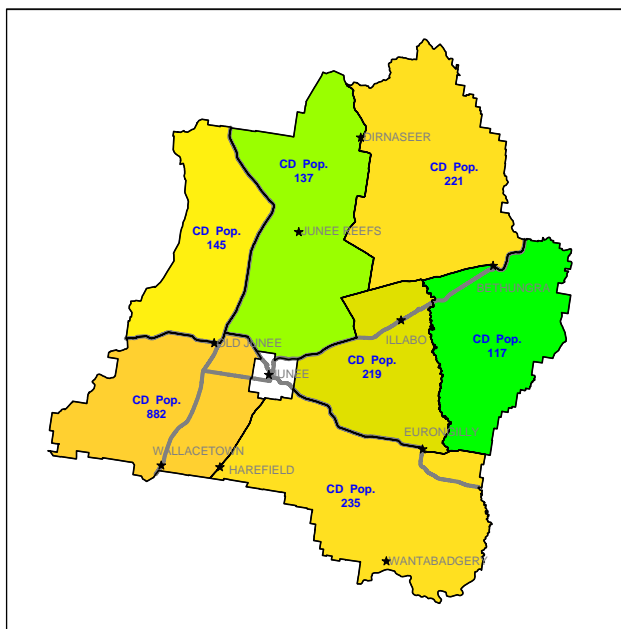 DIRNASEER
CD Pop.
221
CD Pop.
137
CD Pop.
145
JUNEE REEFS
BETHUNGRA
OLD JUNEE
ILLABO
CD Pop.
117
CD Pop.
219
JUNEE
CD Pop.
882
EURONGILLY
WALLACETOWN
HAREFIELD
CD Pop.
235
WANTABADGERY